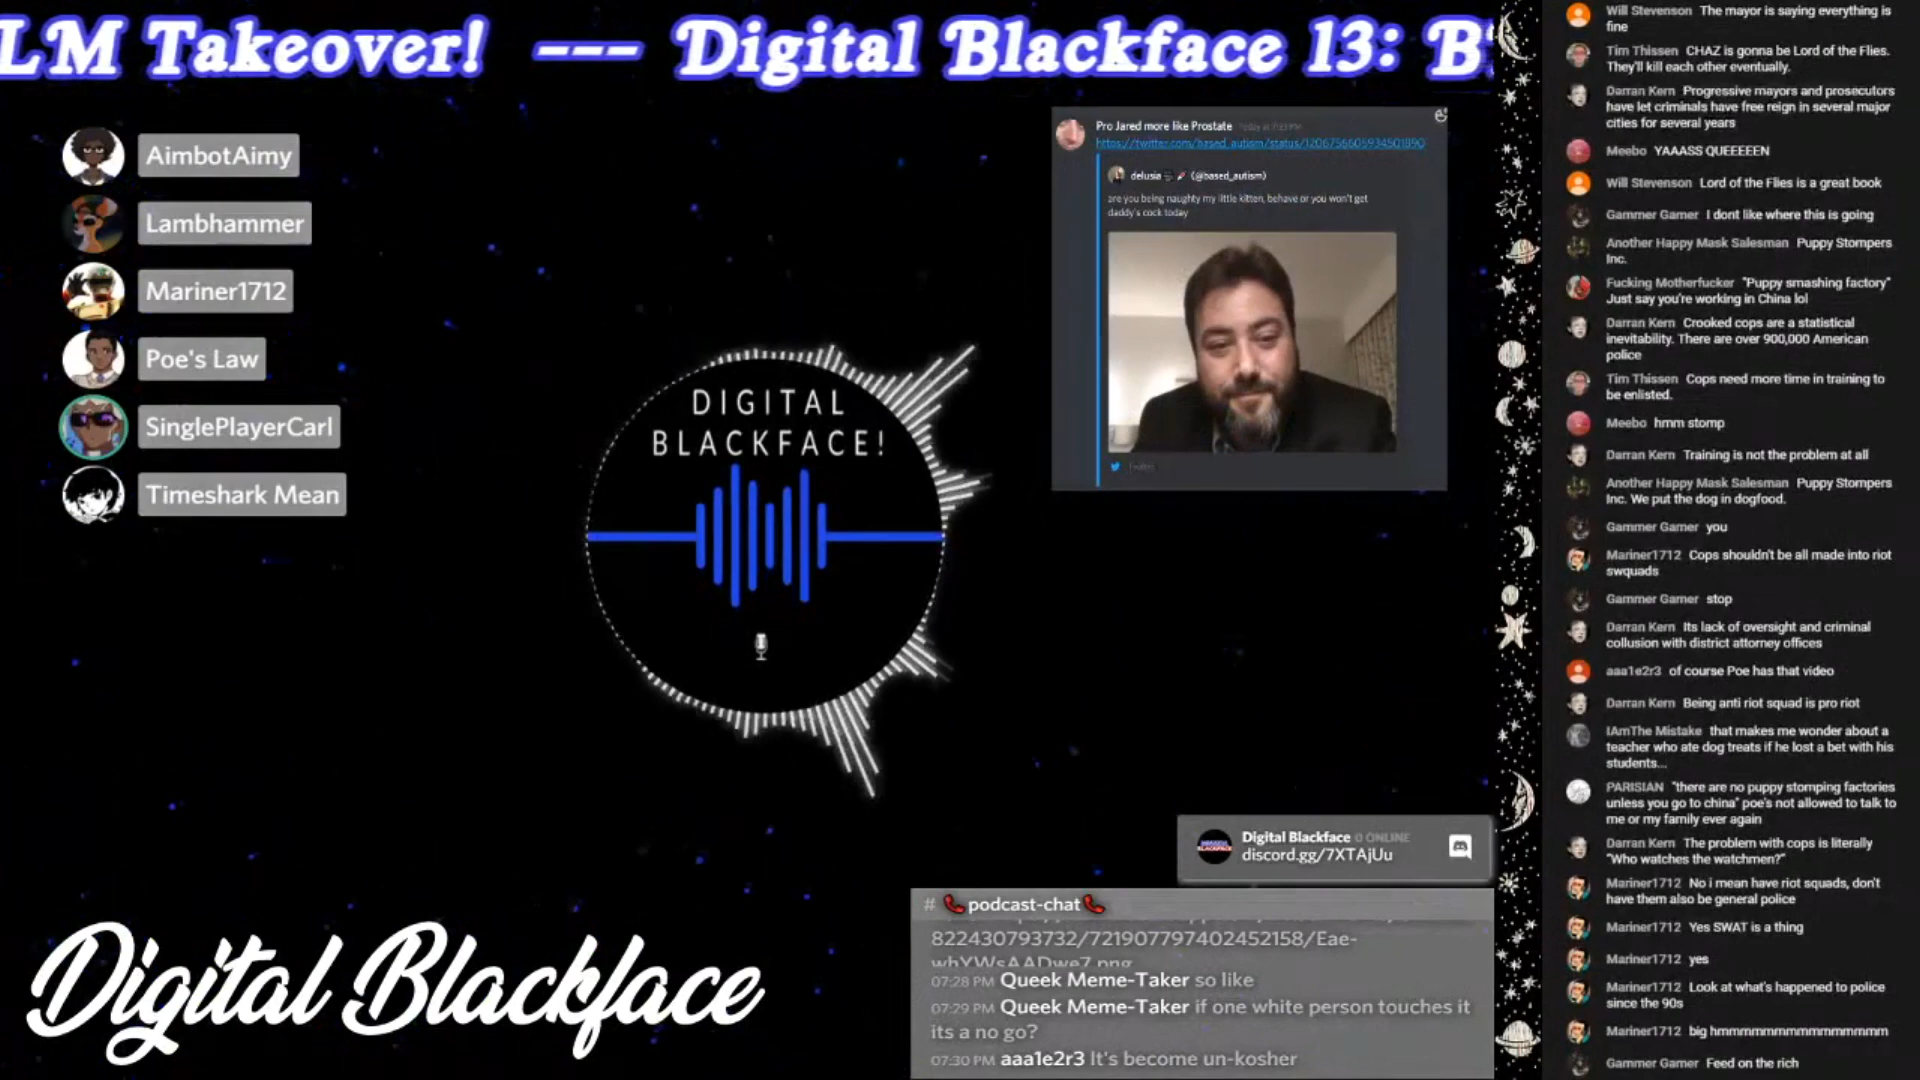 LM Takeover! --- Digital Blackface 13: B
AimbotAimy
Lambhammer
Mariner1712
Poe's Law
SinglePlayerCarl
Timeshark Mean
DIGITAL
BLACKFACE!
Pro Jared more like Prostate
https://twitter.com/based_autism/status/1206756605934501890
delusia (@based_autism)
are you being naughty my little kitten, behave or you won't get
daddy's cock today
Twitter
Digital Blackface 0 ONLINE
discord.gg/7XTAjUu
# podcast-chat
822430793732/721907797402452158/Eae-
whYWsAADwe7.png
07:28 PM Queek Meme-Taker so like
07:29 PM Queek Meme-Taker if one white person touches it
its a no go?
07:30 PM aaa1e2r3 It's become un-kosher
Digital Blackface
Will Stevenson The mayor is saying everything is
fine
Tim Thissen CHAZ is gonna be Lord of the Flies.
They'll kill each other eventually.
Darran Kern Progressive mayors and prosecutors
have let criminals have free reign in several major
cities for several years
Meebo YAAASS QUEEEEEN
Will Stevenson Lord of the Flies is a great book
Gammer Gamer I dont like where this is going
Another Happy Mask Salesman Puppy Stompers
Inc.
Fucking Motherfucker "Puppy smashing factory"
Just say you're working in China lol
Darran Kern Crooked cops are a statistical
inevitability. There are over 900,000 American
police
Tim Thissen Cops need more time in training to
be enlisted.
Meebo hmm stomp
Darran Kern Training is not the problem at all
Another Happy Mask Salesman Puppy Stompers
Inc. We put the dog in dogfood.
Gammer Gamer you
Mariner1712 Cops shouldn't be all made into riot
swquads
Gammer Gamer stop
Darran Kern Its lack of oversight and criminal
collusion with district attorney offices
aaa1e2r3 of course Poe has that video
Darran Kern Being anti riot squad is pro riot
IAmThe Mistake that makes me wonder about a
teacher who ate dog treats if he lost a bet with his
students...
PARISIAN "there are no puppy stomping factories
unless you go to china" poe's not allowed to talk to
me or my family ever again
Darran Kern The problem with cops is literally
"Who watches the watchmen?"
Mariner1712 No i mean have riot squads, don't
have them also be general police
Mariner1712 Yes SWAT is a thing
Mariner1712 yes
Mariner1712 Look at what's happened to police
since the 90s
Mariner1712 big hmmmmmmmmmmmmmmm
Gammer Gamer Feed on the rich